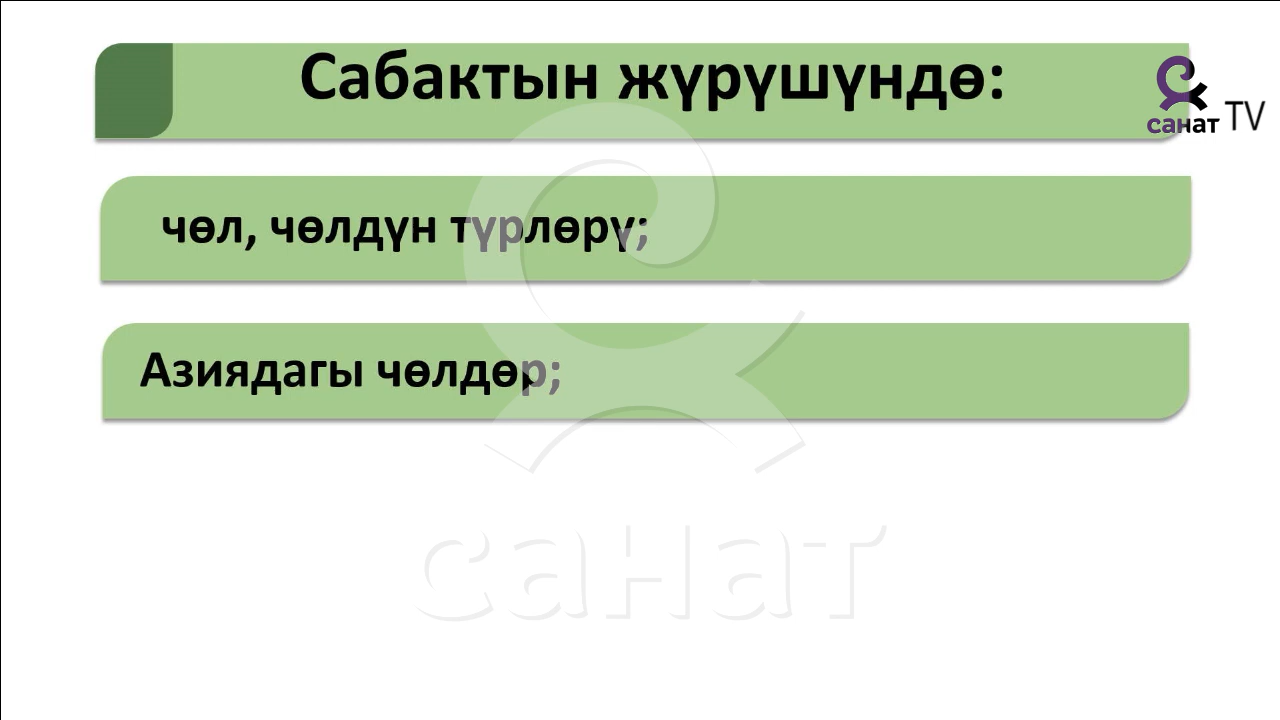 Сабактын жүрүшүндө:
санат TV
чөл, чөлдүн түрлөрү;
Азиядагы чөлдөр;
санат